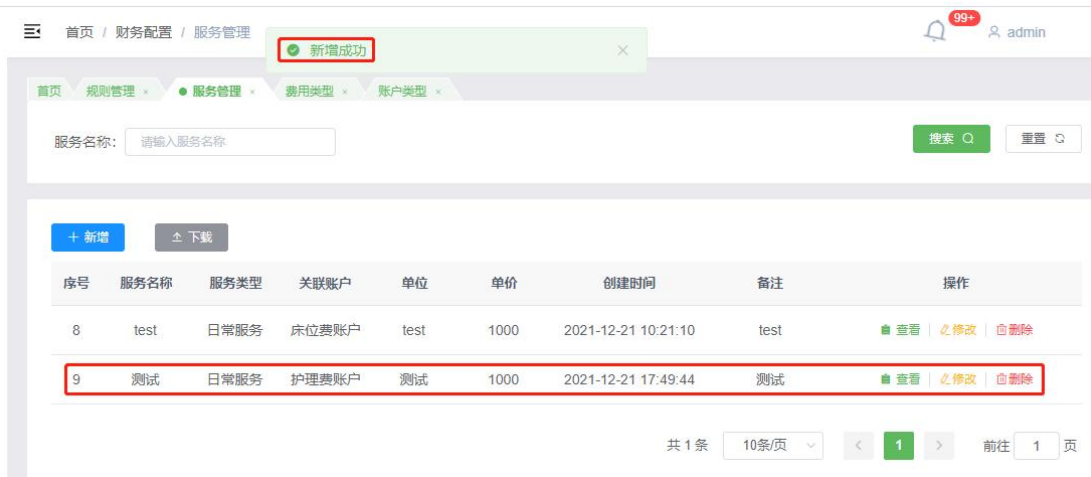 首页 / 财务配置 / 服务管理
新增成功
99+
admin
首页 规则管理 × 服务管理 × 费用类型 × 账户类型 ×
服务名称: 请输入服务名称 搜索 重置
+ 新增 下载
序号 服务名称 服务类型 关联账户 单位 单价 创建时间 备注 操作
8 test 日常服务 床位费账户 test 1000 2021-12-21 10:21:10 test 查看 修改 删除
9 测试 日常服务 护理费账户 测试 1000 2021-12-21 17:49:44 测试 查看 修改 删除
共 1 条 10条/页 < 1 > 前往 1 页